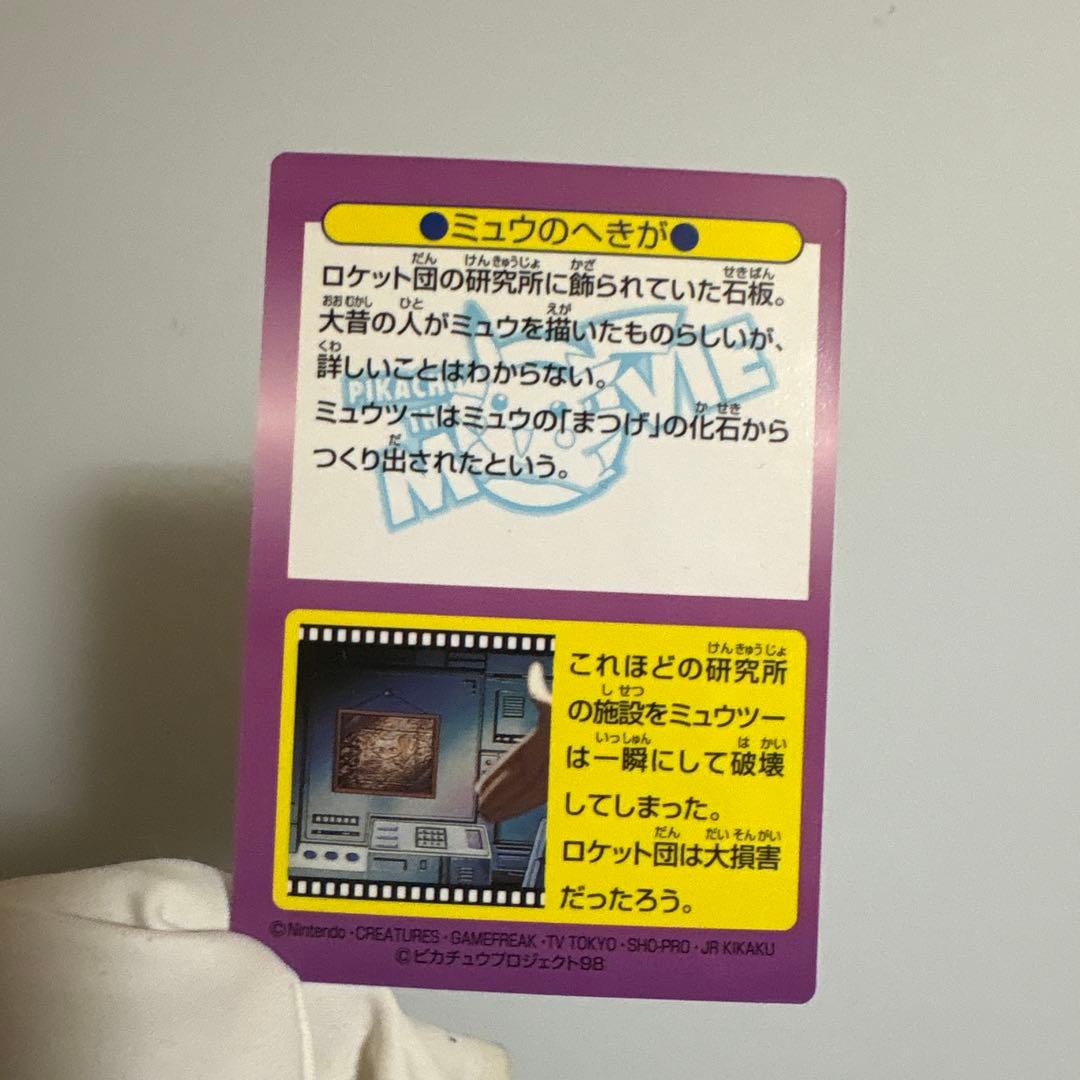 ●ミュウのへきが●
ロケット団の研究所に飾られていた石板。
大昔の人がミュウを描いたものらしいが、
詳しいことはわからない。
ミュウツーはミュウの「まつげ」の化石から
つくり出されたという。
PIKACHU
THE
MOVIE
これほどの研究所
の施設をミュウツー
は一瞬にして破壊
してしまった。
ロケット団は大損害
だったろう。
©Nintendo・CREATURES・GAMEFREAK・TV TOKYO・SHO-PRO・JR KIKAKU
©ピカチュウプロジェクト98